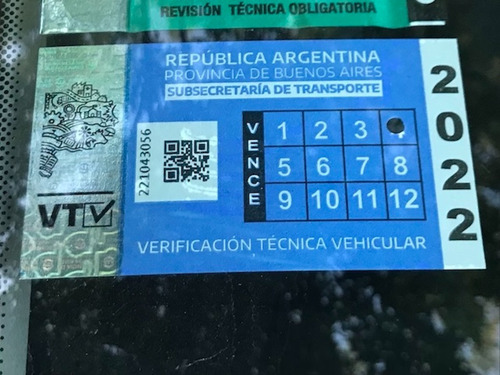 REVISIÓN TÉCNICA OBLIGATORIA
REPÚBLICA ARGENTINA
PROVINCIA DE BUENOS AIRES
SUBSECRETARÍA DE TRANSPORTE
221043056
VENCE
1 2 3
5 6 7 8
9 10 11 12
2022
VTV
VERIFICACIÓN TÉCNICA VEHICULAR